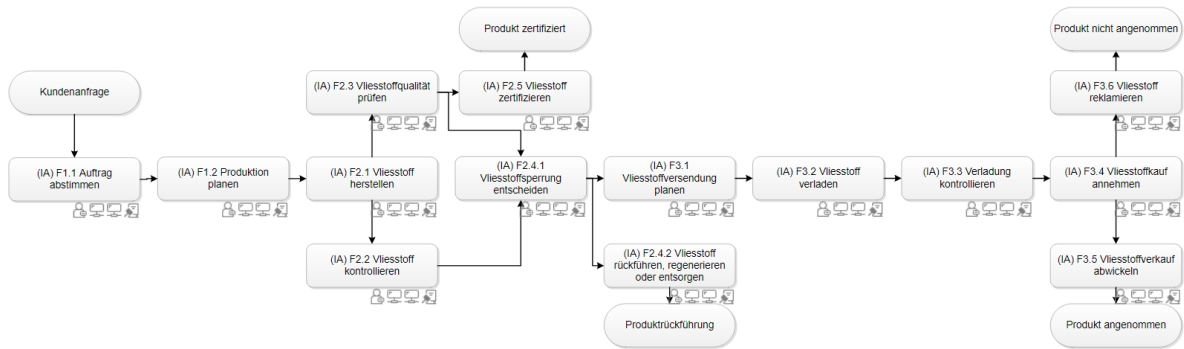 Kundenanfrage
(IA) F1.1 Auftrag
abstimmen
(IA) F1.2 Produktion
planen
(IA) F2.1 Vliesstoff
herstellen
(IA) F2.3 Vliesstoffqualität
prüfen
(IA) F2.2 Vliesstoff
kontrollieren
Produkt zertifiziert
(IA) F2.5 Vliesstoff
zertifizieren
(IA) F2.4.1
Vliesstoffsperrung
entscheiden
(IA) F3.1
Vliesstoffversendung
planen
(IA) F2.4.2 Vliesstoff
rückführen, regenerieren
oder entsorgen
Produktrückführung
(IA) F3.2 Vliesstoff
verladen
(IA) F3.3 Verladung
kontrollieren
Produkt nicht angenommen
(IA) F3.6 Vliesstoff
reklamieren
(IA) F3.4 Vliesstoffkauf
annehmen
(IA) F3.5 Vliesstoffverkauf
abwickeln
Produkt angenommen